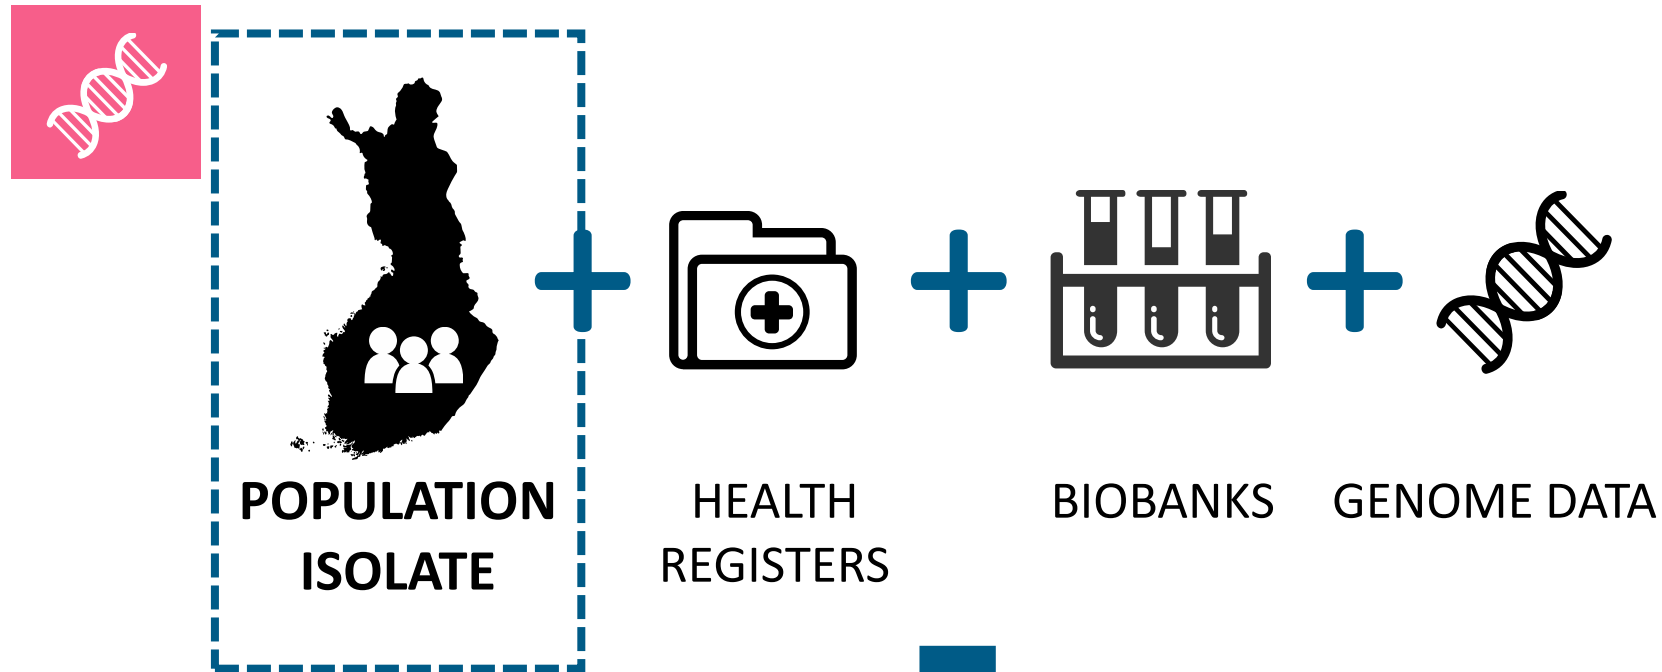 POPULATION
ISOLATE
HEALTH
REGISTERS
BIOBANKS
GENOME DATA